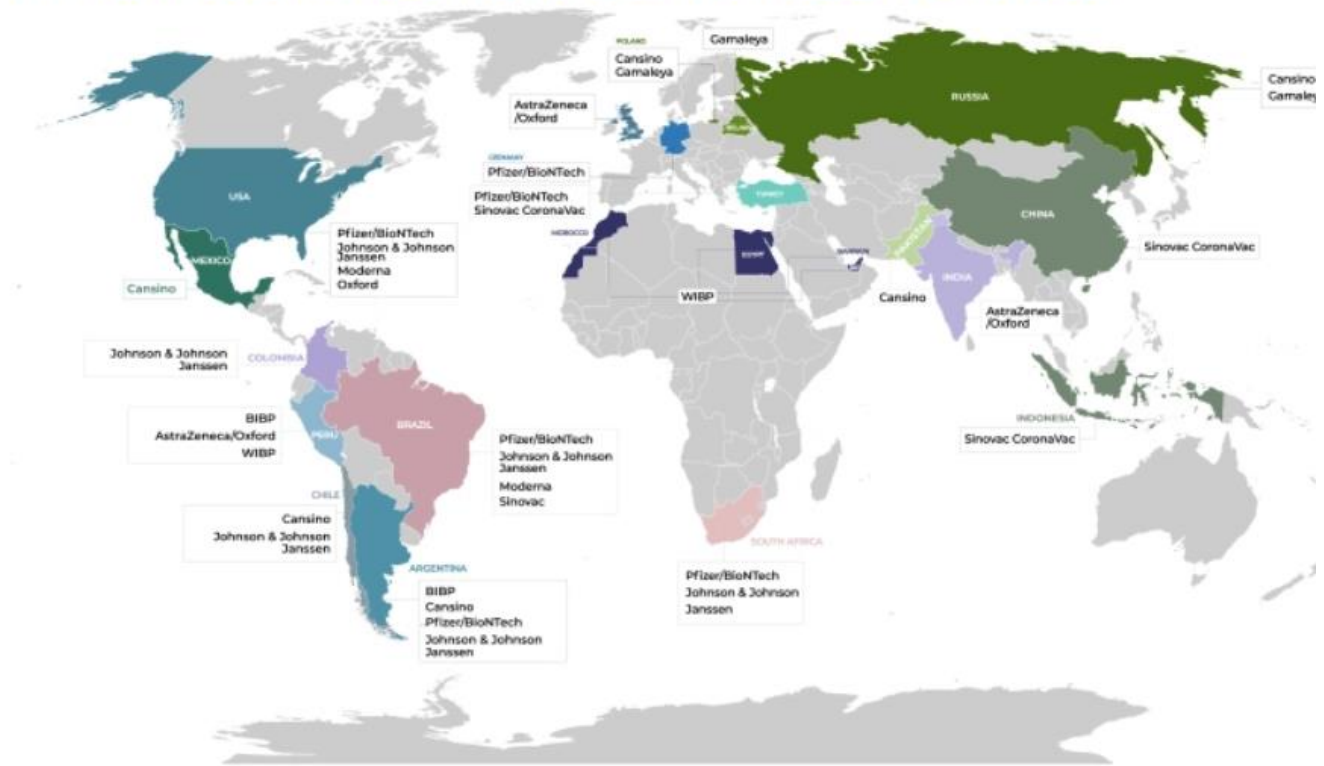 POLAND
Cansino
Gamaleya
Gamaleya
RUSSIA
Cansino
Gamaley
AstraZeneca
/Oxford
GERMANY
Pfizer/BioNTech
Pfizer/BioNTech
Sinovac CoronaVac
TURKEY
USA
Pfizer/BioNTech
Johnson & Johnson
Janssen
Moderna
Oxford
MEXICO
Cansino
MOROCCO
EGYPT
BAHRAIN
WIBP
PAKISTAN
Cansino
INDIA
AstraZeneca
/Oxford
CHINA
Sinovac CoronaVac
INDONESIA
Sinovac CoronaVac
Johnson & Johnson
Janssen
COLOMBIA
BIBP
AstraZeneca/Oxford
WIBP
PERU
BRAZIL
Pfizer/BioNTech
Johnson & Johnson
Janssen
Moderna
Sinovac
CHILE
Cansino
Johnson & Johnson
Janssen
ARGENTINA
BIBP
Cansino
Pfizer/BioNTech
Johnson & Johnson
Janssen
SOUTH AFRICA
Pfizer/BioNTech
Johnson & Johnson
Janssen